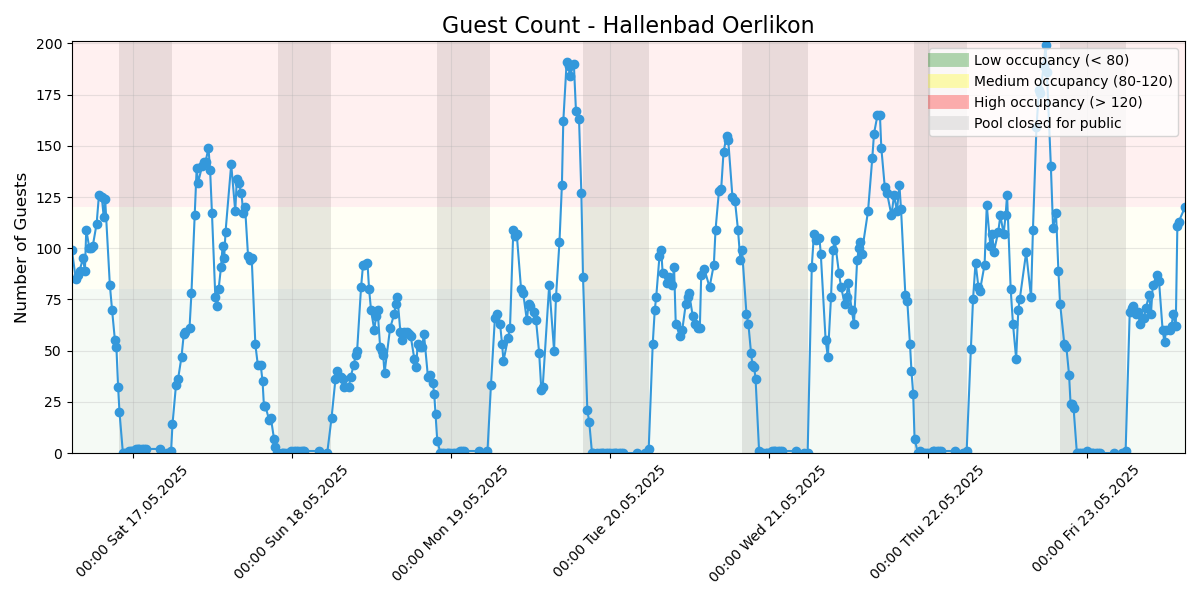 Guest Count - Hallenbad Oerlikon
Number of Guests
200
175
150
125
100
75
50
25
0
Low occupancy (< 80)
Medium occupancy (80-120)
High occupancy (> 120)
Pool closed for public
00:00 Sat 17.05.2025
00:00 Sun 18.05.2025
00:00 Mon 19.05.2025
00:00 Tue 20.05.2025
00:00 Wed 21.05.2025
00:00 Thu 22.05.2025
00:00 Fri 23.05.2025